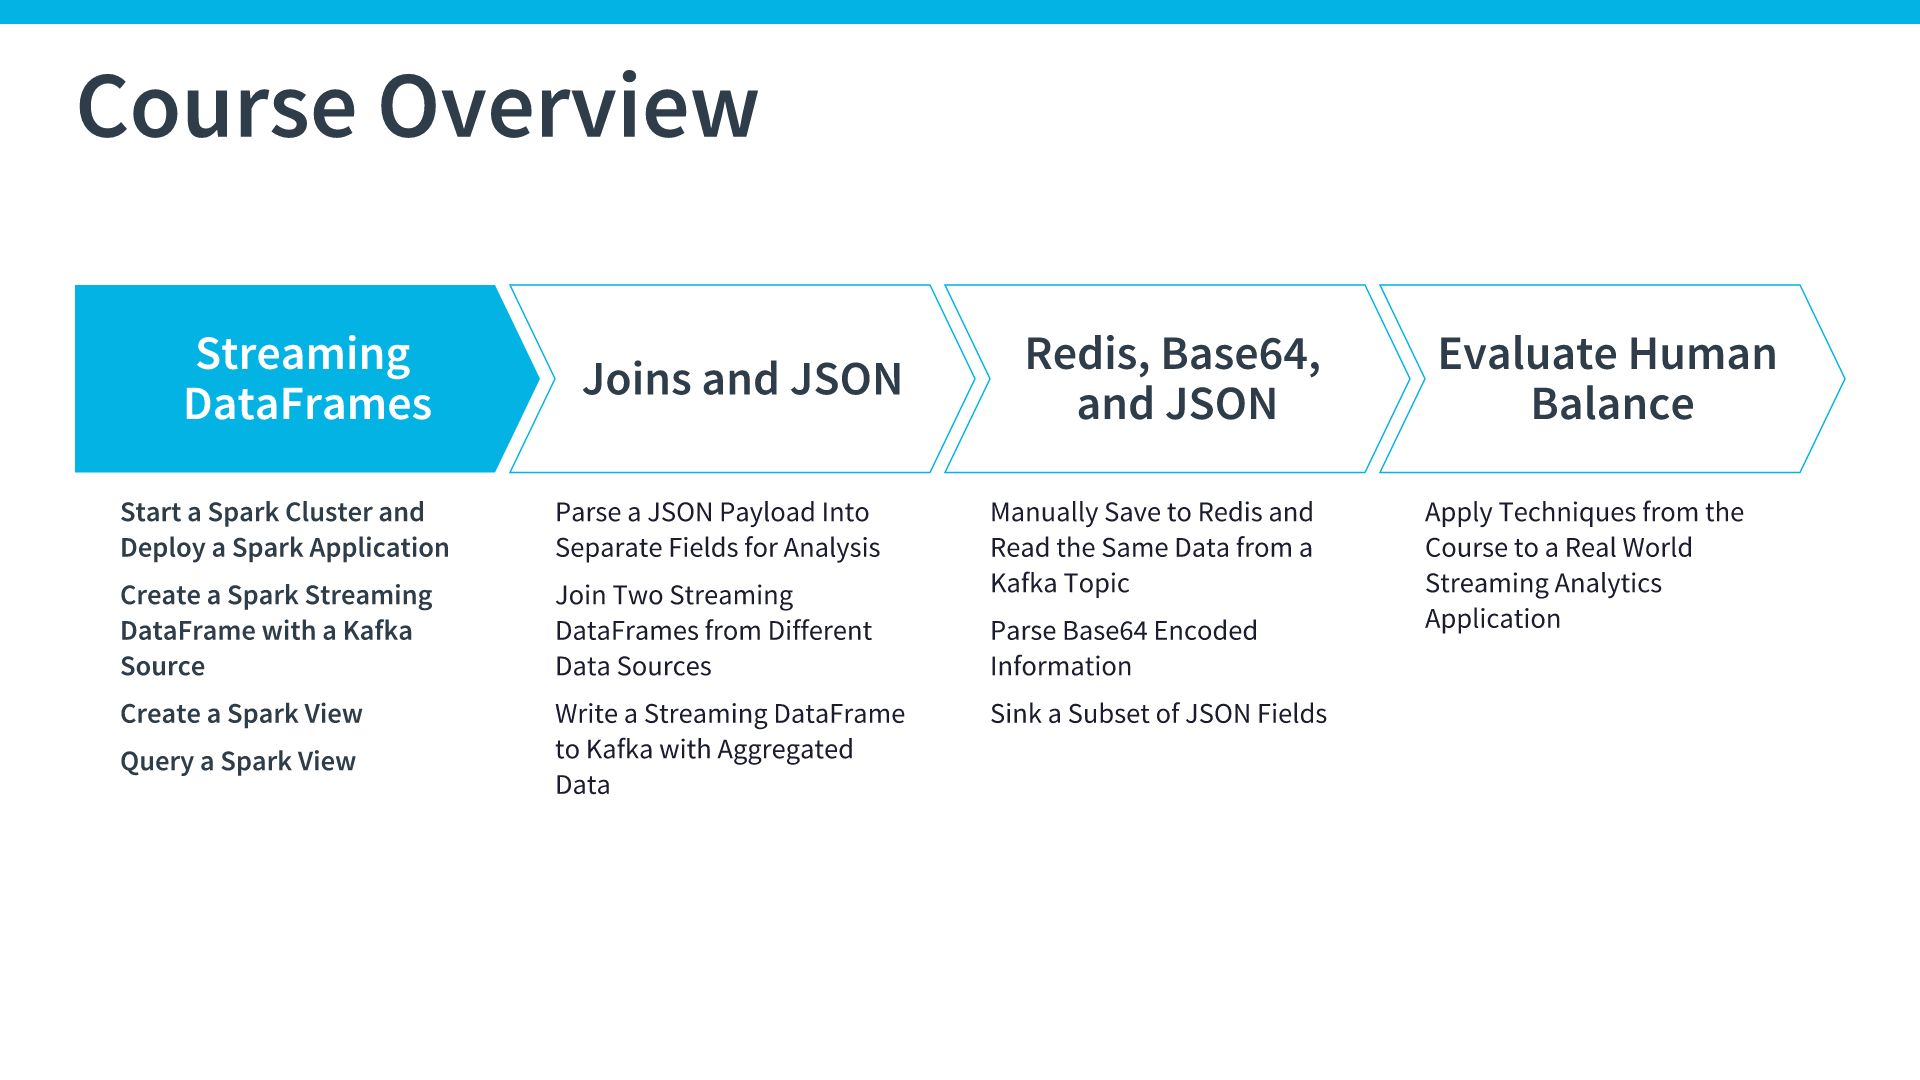 Course Overview
Streaming
DataFrames
Start a Spark Cluster and
Deploy a Spark Application
Create a Spark Streaming
DataFrame with a Kafka
Source
Create a Spark View
Query a Spark View
Joins and JSON
Parse a JSON Payload Into
Separate Fields for Analysis
Join Two Streaming
DataFrames from Different
Data Sources
Write a Streaming DataFrame
to Kafka with Aggregated
Data
Redis, Base64,
and JSON
Manually Save to Redis and
Read the Same Data from a
Kafka Topic
Parse Base64 Encoded
Information
Sink a Subset of JSON Fields
Evaluate Human
Balance
Apply Techniques from the
Course to a Real World
Streaming Analytics
Application